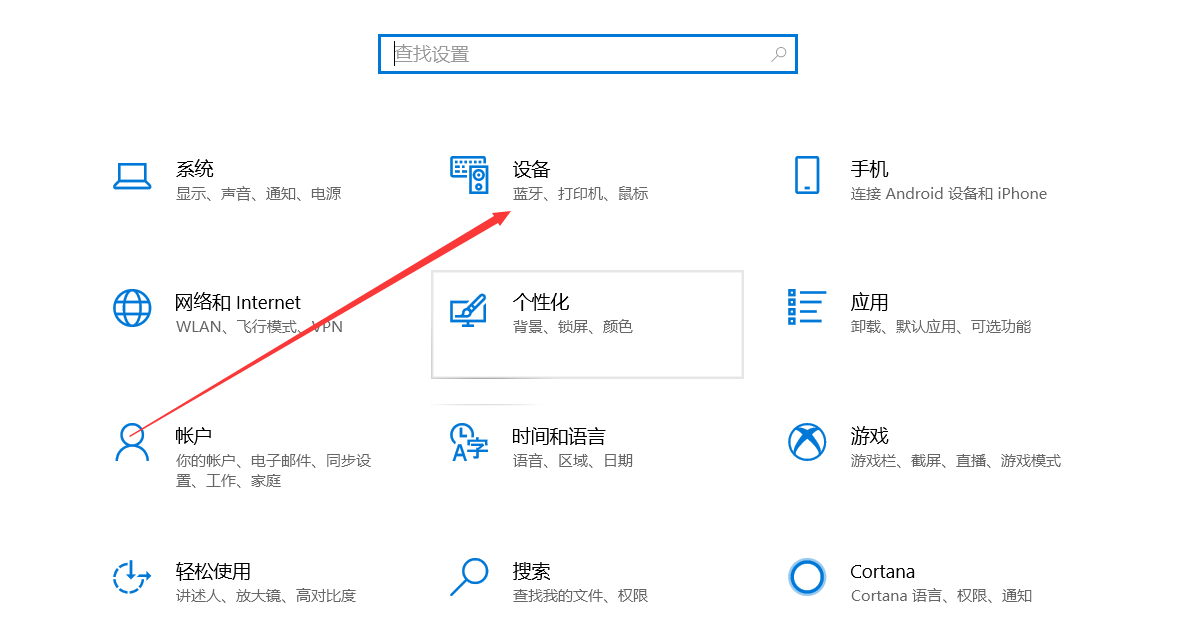 查找设置
系统
显示、声音、通知、电源
设备
蓝牙、打印机、鼠标
手机
连接 Android 设备和 iPhone
网络和 Internet
WLAN、飞行模式、VPN
个性化
背景、锁屏、颜色
应用
卸载、默认应用、可选功能
帐户
你的帐户、电子邮件、同步设
置、工作、家庭
时间和语言
语音、区域、日期
游戏
游戏栏、截屏、直播、游戏模式
轻松使用
讲述人、放大镜、高对比度
搜索
查找我的文件、权限
Cortana
Cortana 语言、权限、通知